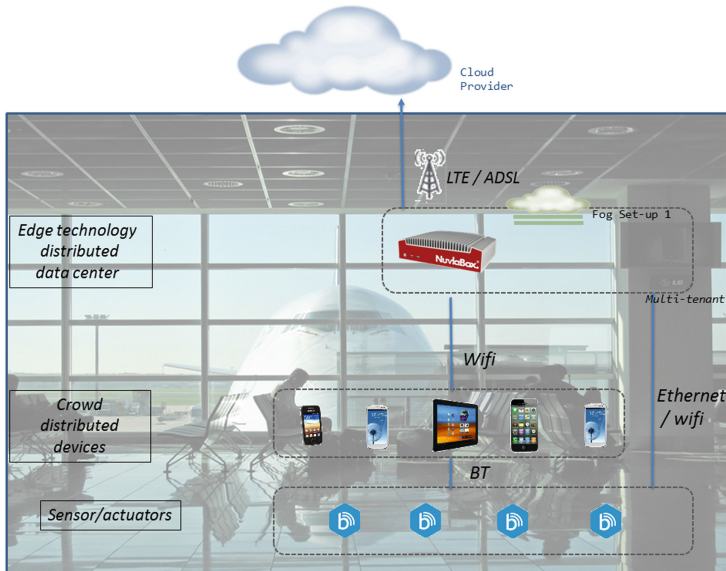 Cloud
Provider
LTE / ADSL
Fog Set-up 1
Edge technology
distributed
data center
NuvlaBox
Multi-tenant
Wifi
Ethernet
/ wifi
Crowd
distributed
devices
BT
Sensor/actuators